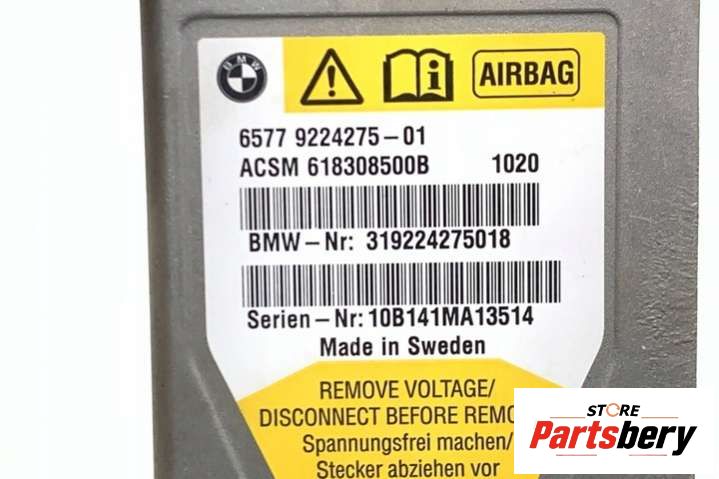 BMW
AIRBAG
6577 9224275-01
ACSM 618308500B 1020
BMW-Nr: 319224275018
Serien-Nr: 10B141MA13514
Made in Sweden
REMOVE VOLTAGE/
DISCONNECT BEFORE REMO
Spannungsfrei machen/
Stecker abziehen vor
STORE
Partsbery